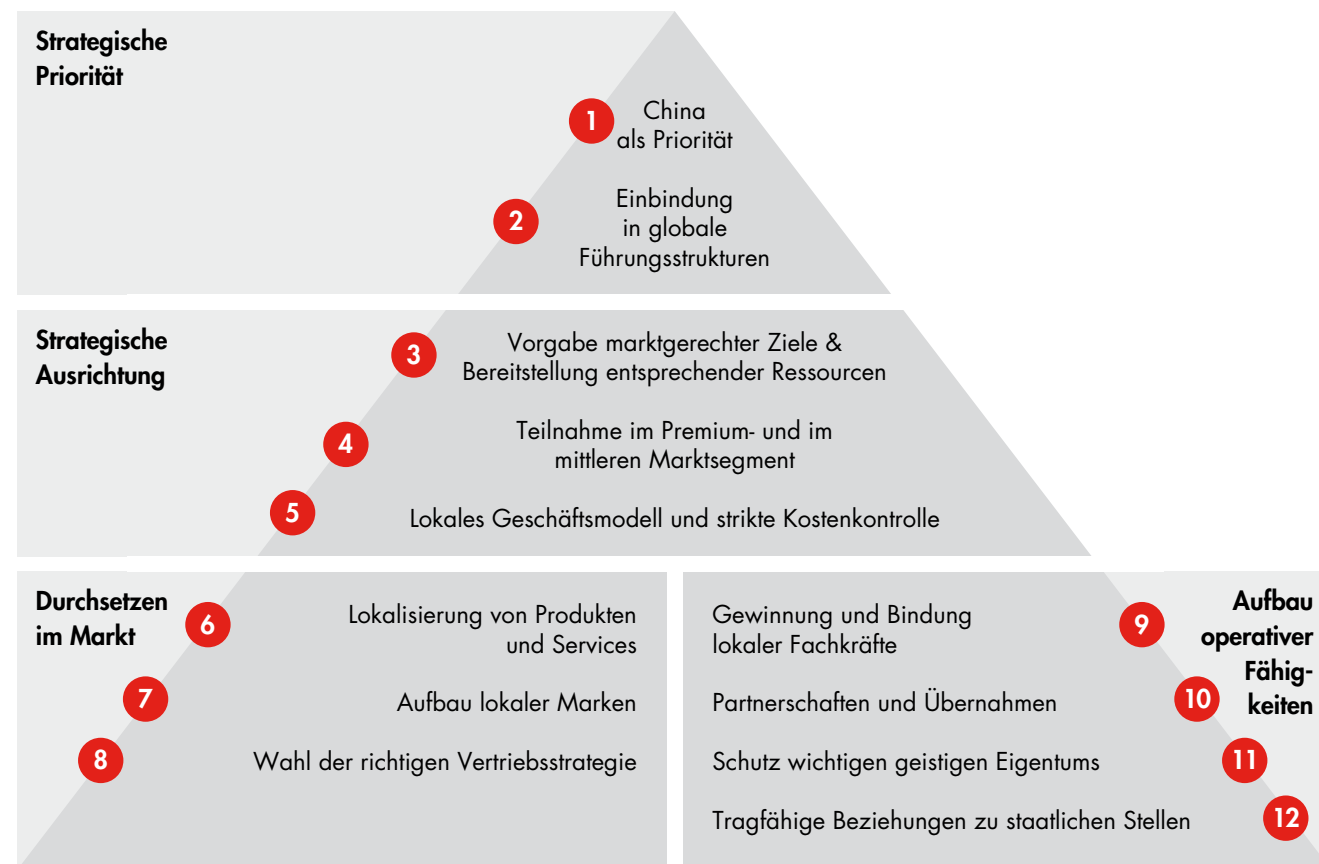 Strategische
Priorität
1
China
als Priorität
2
Einbindung
in globale
Führungsstrukturen
Strategische
Ausrichtung
3
Vorgabe marktgerechter Ziele &
Bereitstellung entsprechender Ressourcen
4
Teilnahme im Premium- und im
mittleren Marktsegment
5
Lokales Geschäftsmodell und strikte Kostenkontrolle
Durchsetzen
im Markt
6
Lokalisierung von Produkten
und Services
7
Aufbau lokaler Marken
8
Wahl der richtigen Vertriebsstrategie
Aufbau
operativer
Fähig-
keiten
9
Gewinnung und Bindung
lokaler Fachkräfte
10
Partnerschaften und Übernahmen
11
Schutz wichtigen geistigen Eigentums
12
Tragfähige Beziehungen zu staatlichen Stellen